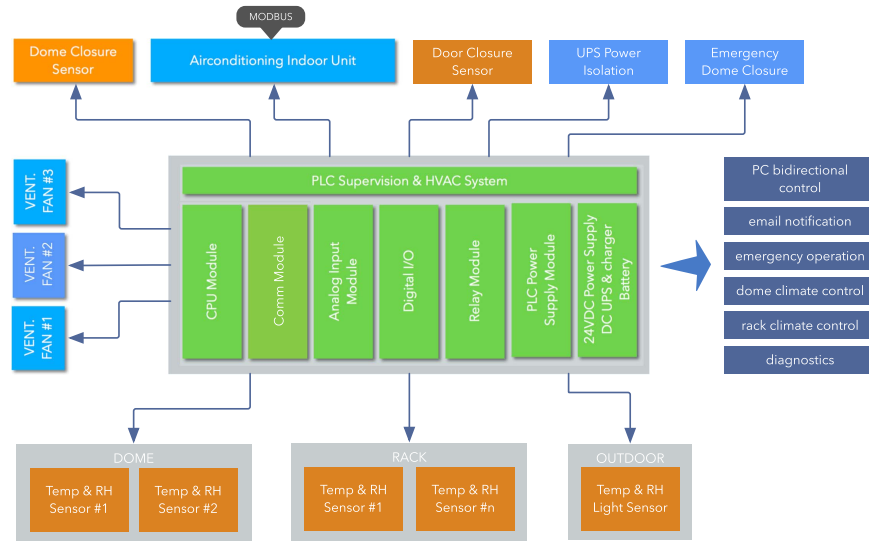 MODBUS
Dome Closure
Sensor
Airconditioning Indoor Unit
Door Closure
Sensor
UPS Power
Isolation
Emergency
Dome Closure
VENT.
FAN #3
VENT.
FAN #2
VENT.
FAN #1
PLC Supervision & HVAC System
CPU Module
Comm Module
Analog Input
Module
Digital I/O
Relay Module
PLC Power
Supply Module
24VDC Power Supply
DC UPS & charger
Battery
PC bidirectional
control
email notification
emergency operation
dome climate control
rack climate control
diagnostics
DOME
Temp & RH
Sensor #1
Temp & RH
Sensor #2
RACK
Temp & RH
Sensor #1
Temp & RH
Sensor #n
OUTDOOR
Temp & RH
Light Sensor